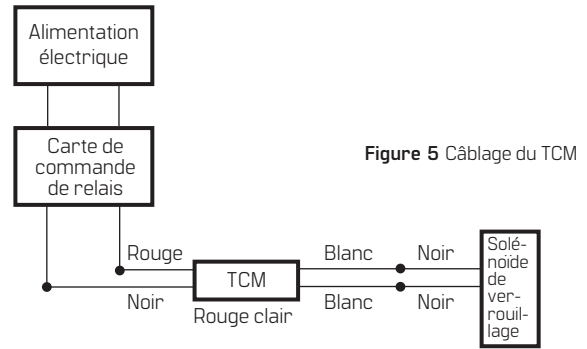 Alimentation
électrique
Carte de
commande
de relais
Figure 5 Câblage du TCM
Rouge
Noir
TCM
Rouge clair
Blanc
Noir
Blanc
Noir
Solé-
noïde
de
ver-
rouil-
lage